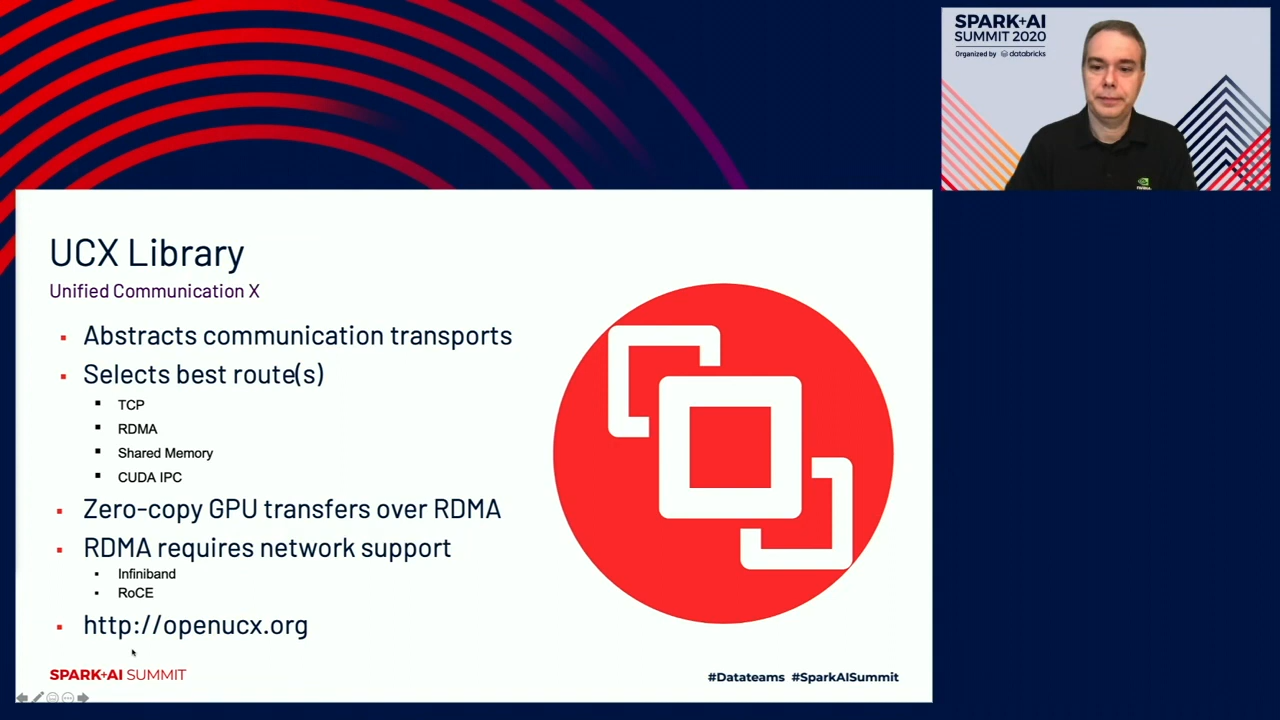 SPARK+AI
SUMMIT 2020
Organized by databricks
UCX Library
Unified Communication X
Abstracts communication transports
Selects best route(s)
TCP
RDMA
Shared Memory
CUDA IPC
Zero-copy GPU transfers over RDMA
RDMA requires network support
Infiniband
RoCE
http://openucx.org
SPARK+AI SUMMIT
#Datateams #SparkAISummit
NVIDIA